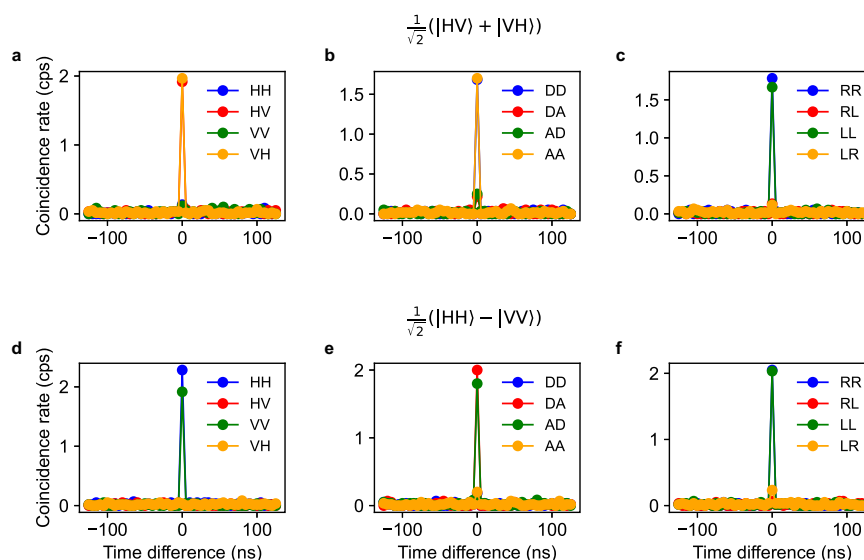 1/√2(|HV⟩ + |VH⟩)
a
b
c
Coincidence rate (cps)
2
1
0
−100
0
100
HH
HV
VV
VH
1.5
1.0
0.5
0.0
−100
0
100
DD
DA
AD
AA
1.5
1.0
0.5
0.0
−100
0
100
RR
RL
LL
LR
1/√2(|HH⟩ − |VV⟩)
d
e
f
Coincidence rate (cps)
2
1
0
−100
0
100
Time difference (ns)
HH
HV
VV
VH
2
1
0
−100
0
100
Time difference (ns)
DD
DA
AD
AA
2
1
0
−100
0
100
Time difference (ns)
RR
RL
LL
LR